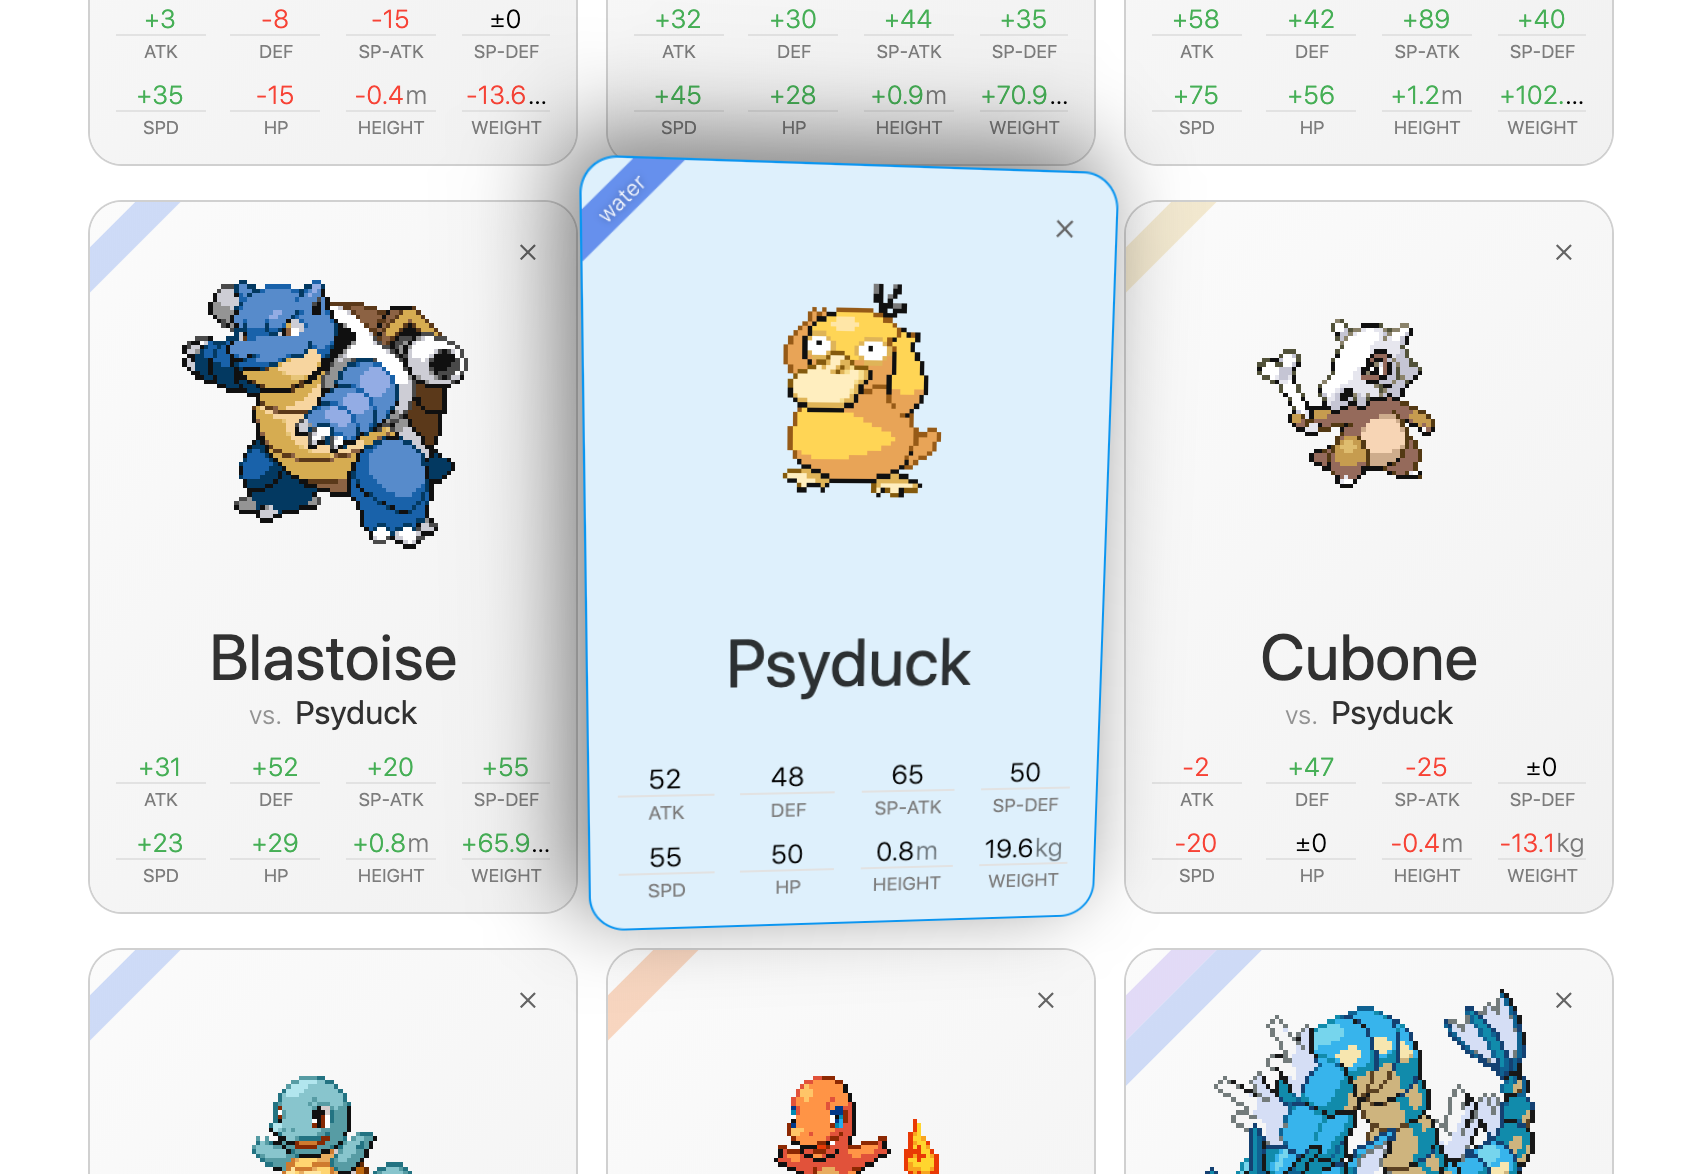 +3 -8 -15 ±0
ATK DEF SP-ATK SP-DEF
+35 -15 -0.4m -13.6...
SPD HP HEIGHT WEIGHT
+32 +30 +44 +35
ATK DEF SP-ATK SP-DEF
+45 +28 +0.9m +70.9...
SPD HP HEIGHT WEIGHT
+58 +42 +89 +40
ATK DEF SP-ATK SP-DEF
+75 +56 +1.2m +102....
SPD HP HEIGHT WEIGHT
×
Blastoise
vs. Psyduck
+31 +52 +20 +55
ATK DEF SP-ATK SP-DEF
+23 +29 +0.8m +65.9...
SPD HP HEIGHT WEIGHT
water
×
Psyduck
52 48 65 50
ATK DEF SP-ATK SP-DEF
55 50 0.8m 19.6kg
SPD HP HEIGHT WEIGHT
×
Cubone
vs. Psyduck
-2 +47 -25 ±0
ATK DEF SP-ATK SP-DEF
-20 ±0 -0.4m -13.1kg
SPD HP HEIGHT WEIGHT
×
×
×